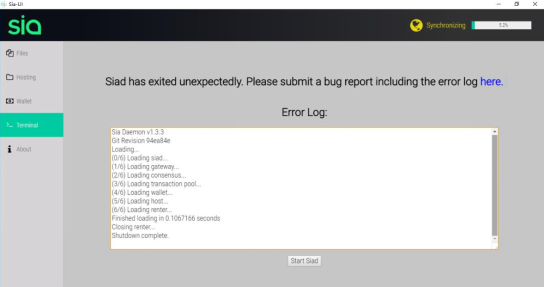 Sia-UI
Sia
Synchronizing
Files
Hosting
Wallet
Terminal
About
Siad has exited unexpectedly. Please submit a bug report including the error log here.
Error Log:
Sia Daemon v1.3.3
Git Revision 94ea84e
Loading...
(0/6) Loading siad...
(1/6) Loading gateway...
(2/6) Loading consensus...
(3/6) Loading transaction pool...
(4/6) Loading wallet...
(5/6) Loading host...
(6/6) Loading renter...
Finished loading in 0.1067166 seconds
Closing renter...
Shutdown complete.
Start Siad